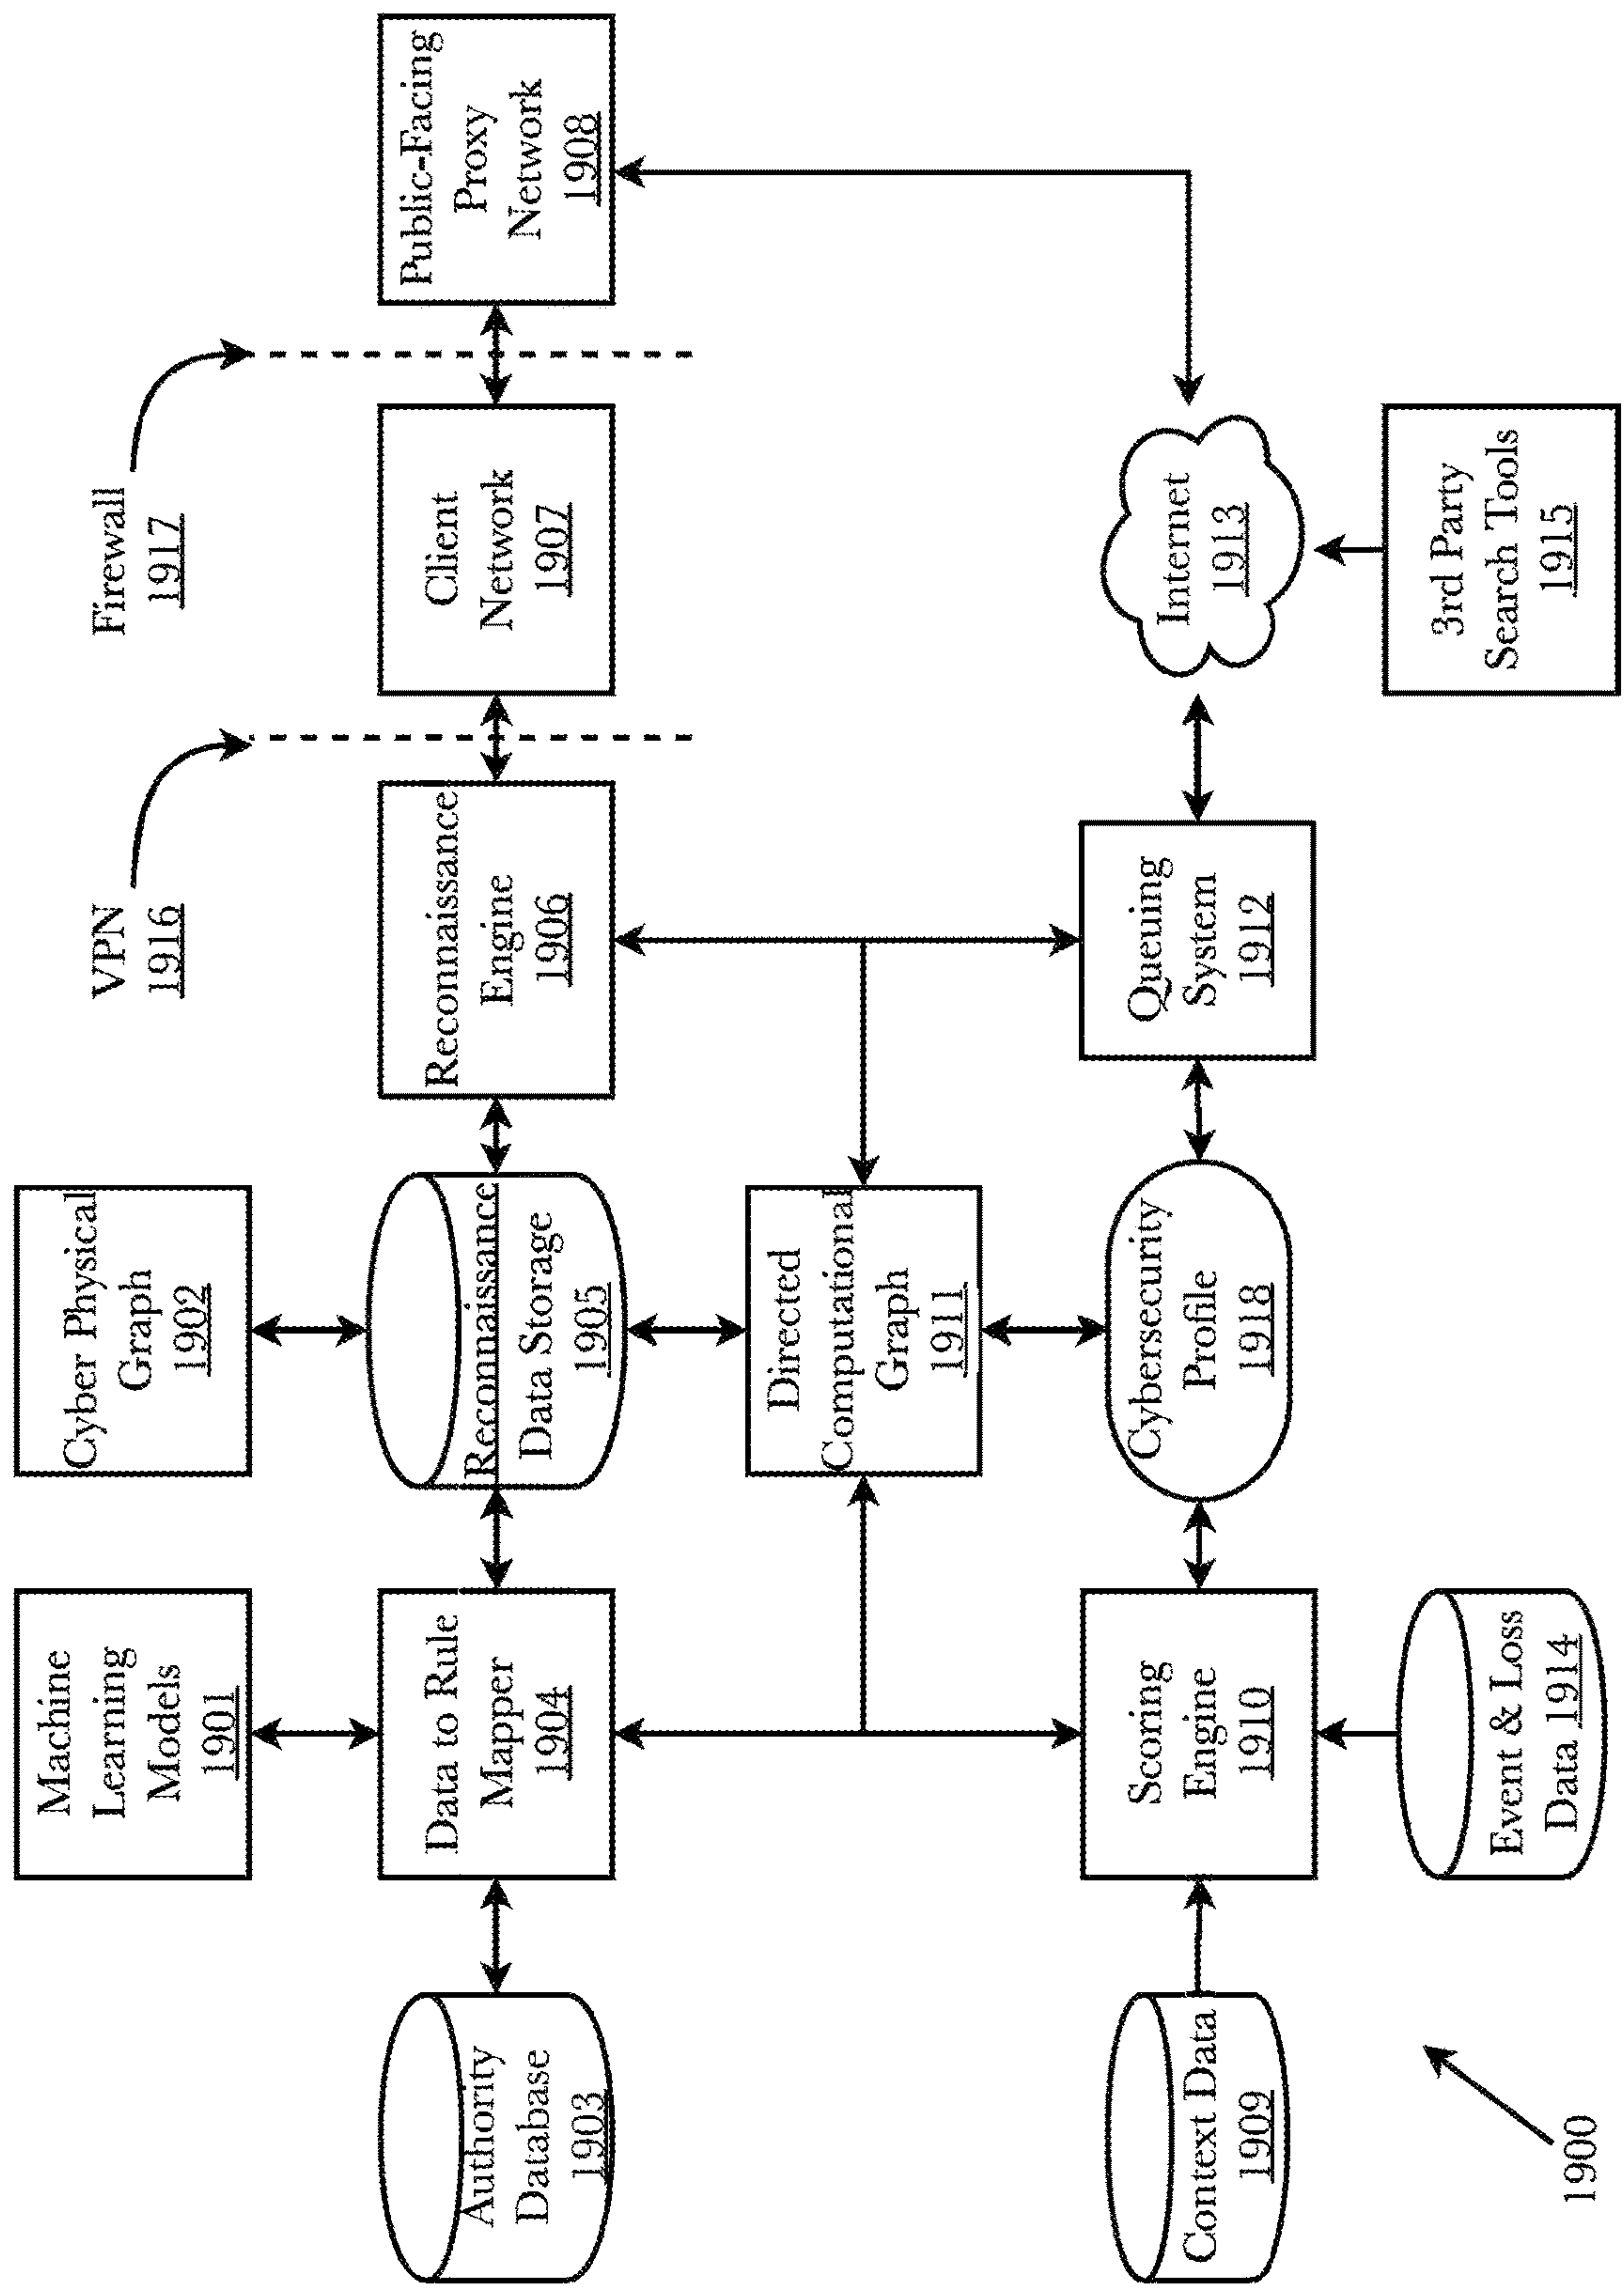 Machine
Learning
Models
1901
Cyber Physical
Graph
1902
VPN
1916
Firewall
1917
Authority
Database
1903
Data to Rule
Mapper
1904
Reconnaissance
Data Storage
1905
Reconnaissance
Engine
1906
Client
Network
1907
Public-Facing
Proxy
Network
1908
Directed
Computational
Graph
1911
Context Data
1909
Scoring
Engine
1910
Cybersecurity
Profile
1918
Queuing
System
1912
Internet
1913
Event & Loss
Data 1914
3rd Party
Search Tools
1915
1900